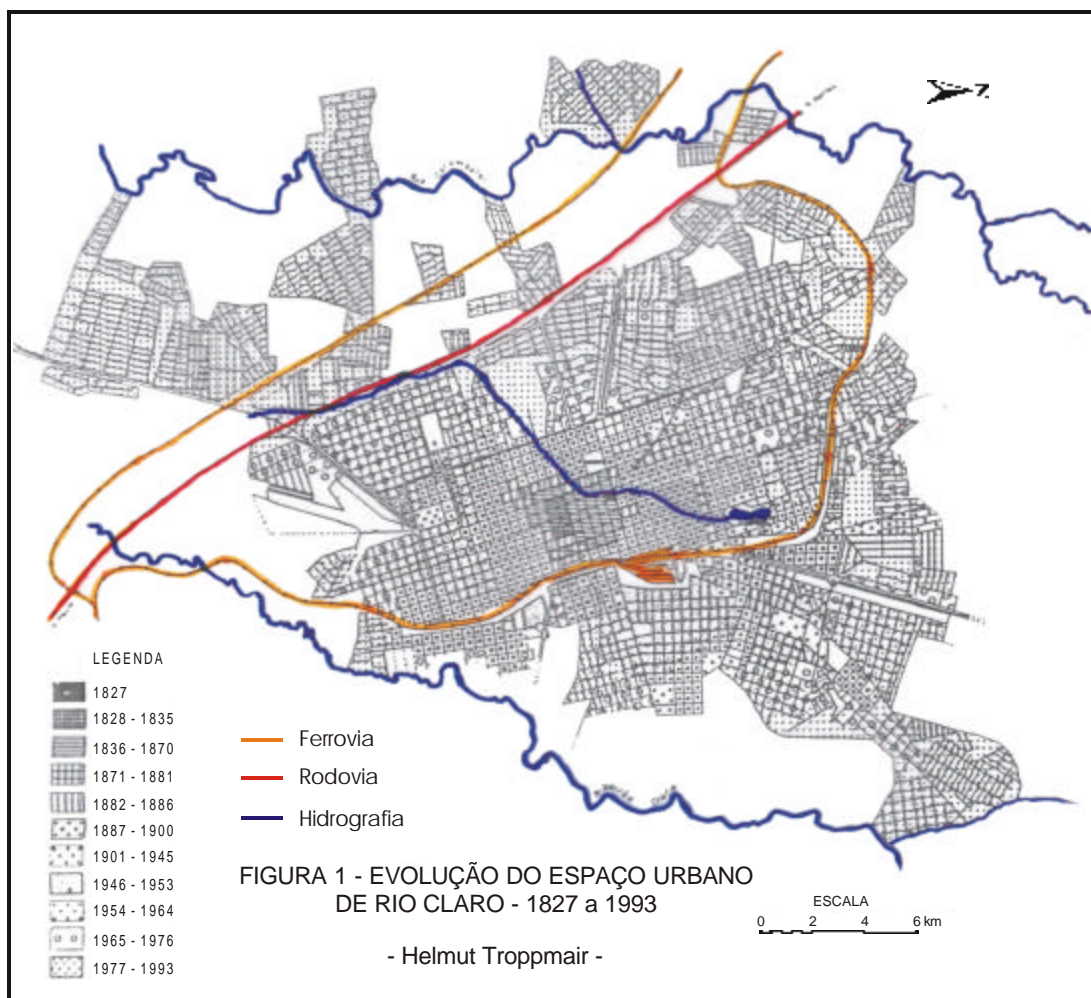 LEGENDA
1827
1828 - 1835
1836 - 1870
1871 - 1881
1882 - 1886
1887 - 1900
1901 - 1945
1946 - 1953
1954 - 1964
1965 - 1976
1977 - 1993
Ferrovia
Rodovia
Hidrografia
FIGURA 1 - EVOLUÇÃO DO ESPAÇO URBANO
DE RIO CLARO - 1827 a 1993
- Helmut Troppmair -
ESCALA
0 2 4 6 km